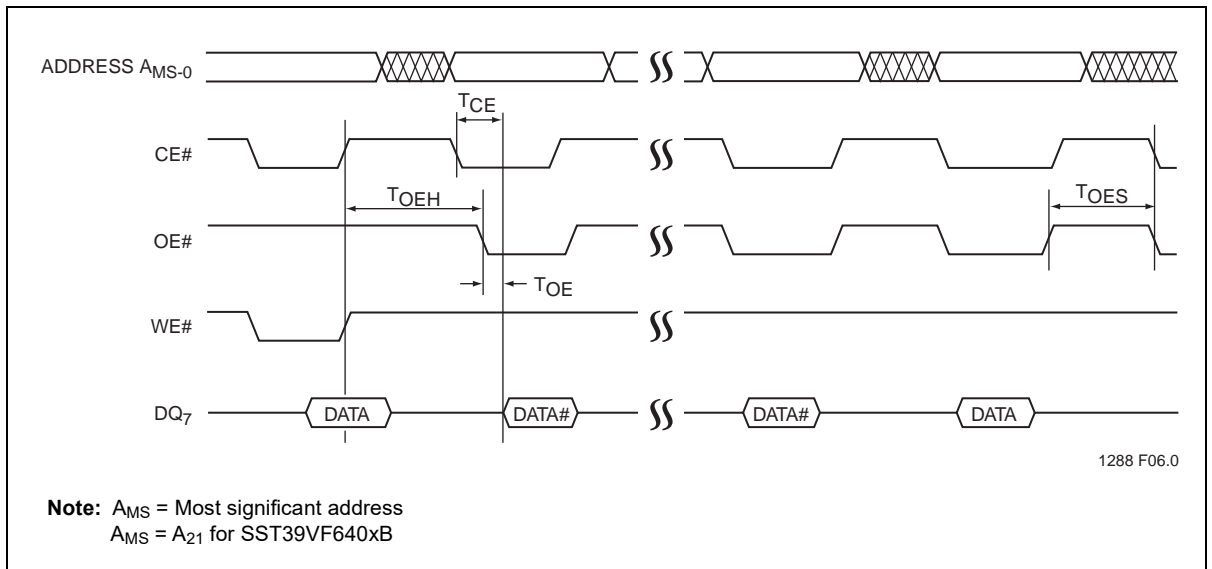 ADDRESS AMS-0
TCE
CE#
TOEH
TOES
OE#
TOE
WE#
DQ7 DATA DATA# DATA# DATA
1288 F06.0
Note: AMS = Most significant address
AMS = A21 for SST39VF640xB